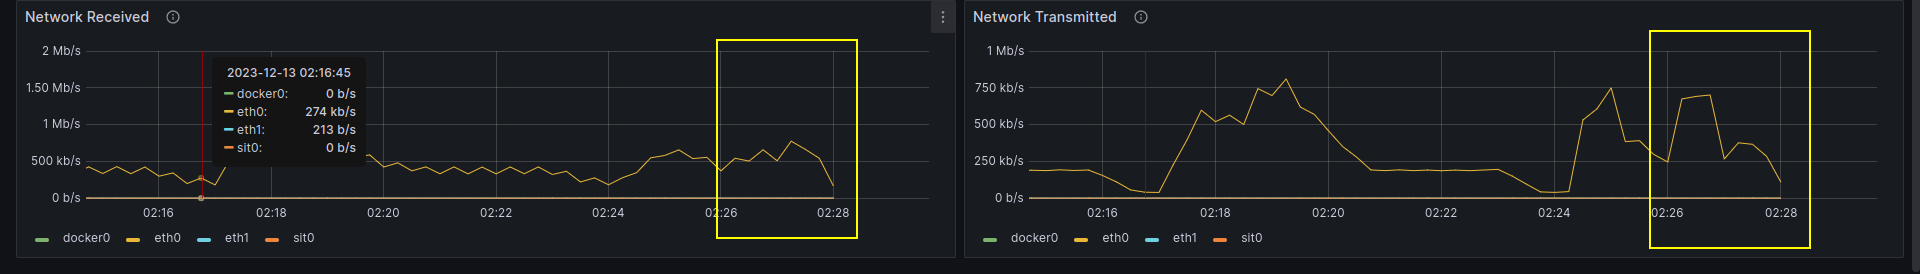 Network Received
2 Mb/s
1.50 Mb/s
1 Mb/s
500 kb/s
0 b/s
2023-12-13 02:16:45
docker0: 0 b/s
eth0: 274 kb/s
eth1: 213 b/s
sit0: 0 b/s
02:16 02:18 02:20 02:22 02:24 02:26 02:28
docker0 eth0 eth1 sit0
Network Transmitted
1 Mb/s
750 kb/s
500 kb/s
250 kb/s
0 b/s
02:16 02:18 02:20 02:22 02:24 02:26 02:28
docker0 eth0 eth1 sit0